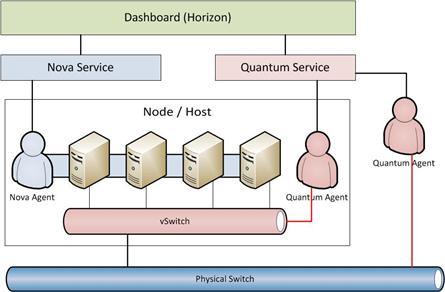 Dashboard (Horizon)
Nova Service
Quantum Service
Node / Host
Nova Agent
Quantum Agent
Quantum Agent
vSwitch
Physical Switch